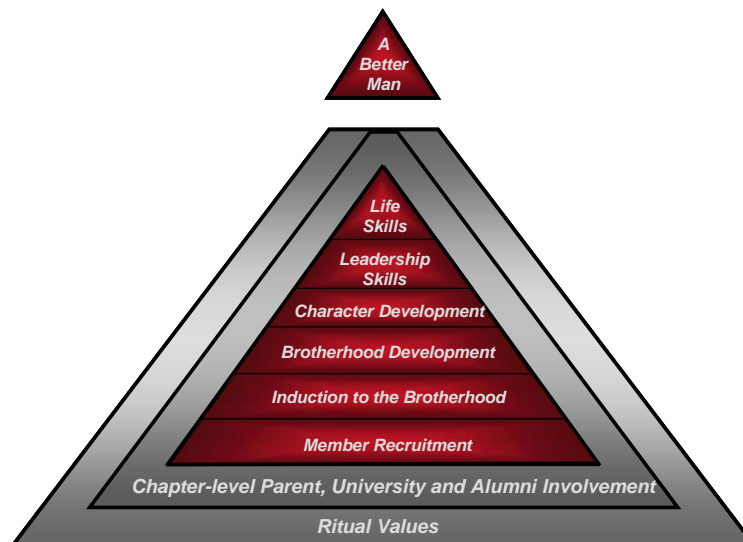 A
Better
Man
Life
Skills
Leadership
Skills
Character Development
Brotherhood Development
Induction to the Brotherhood
Member Recruitment
Chapter-level Parent, University and Alumni Involvement
Ritual Values